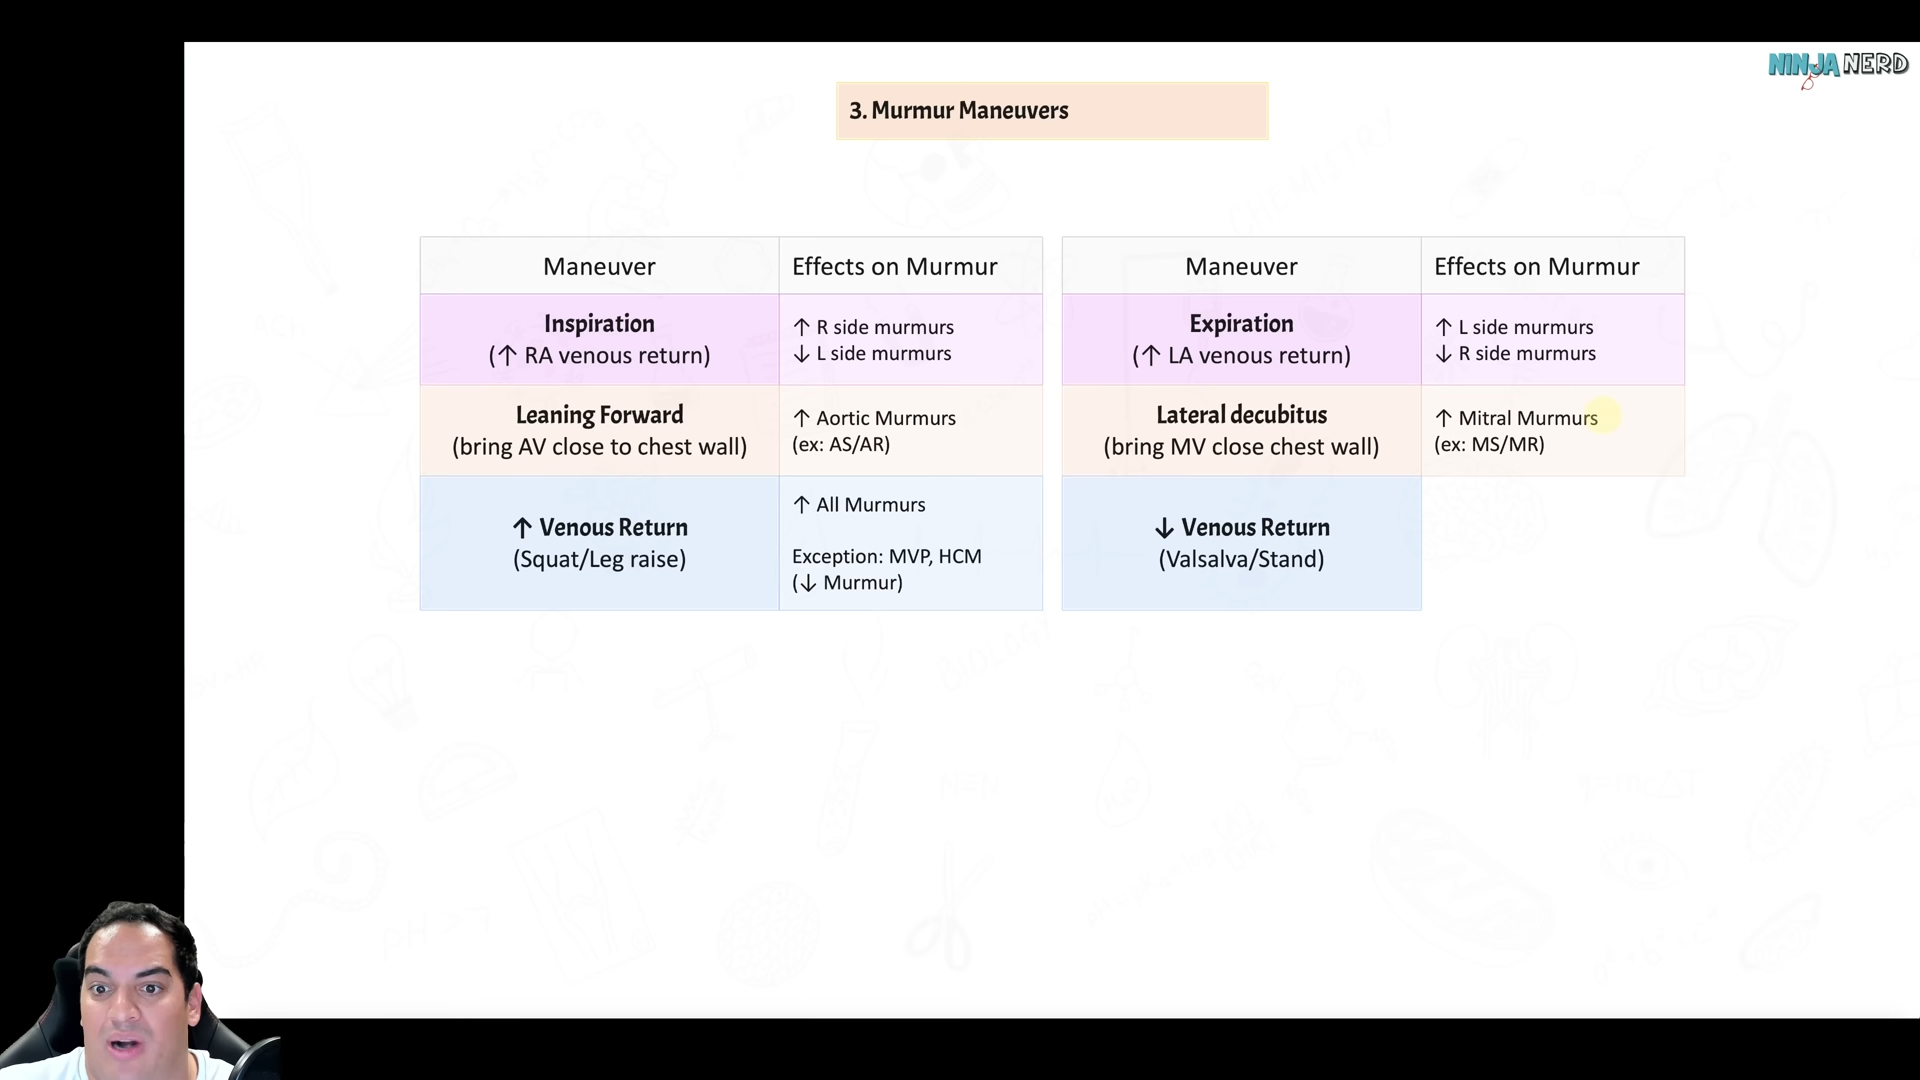 NINJA NERD
3. Murmur Maneuvers
Maneuver
Effects on Murmur
Inspiration
(↑ RA venous return)
↑ R side murmurs
↓ L side murmurs
Leaning Forward
(bring AV close to chest wall)
↑ Aortic Murmurs
(ex: AS/AR)
↑ Venous Return
(Squat/Leg raise)
↑ All Murmurs
Exception: MVP, HCM
(↓ Murmur)
Maneuver
Effects on Murmur
Expiration
(↑ LA venous return)
↑ L side murmurs
↓ R side murmurs
Lateral decubitus
(bring MV close chest wall)
↑ Mitral Murmurs
(ex: MS/MR)
↓ Venous Return
(Valsalva/Stand)
CHEMISTRY
BIOLOGY